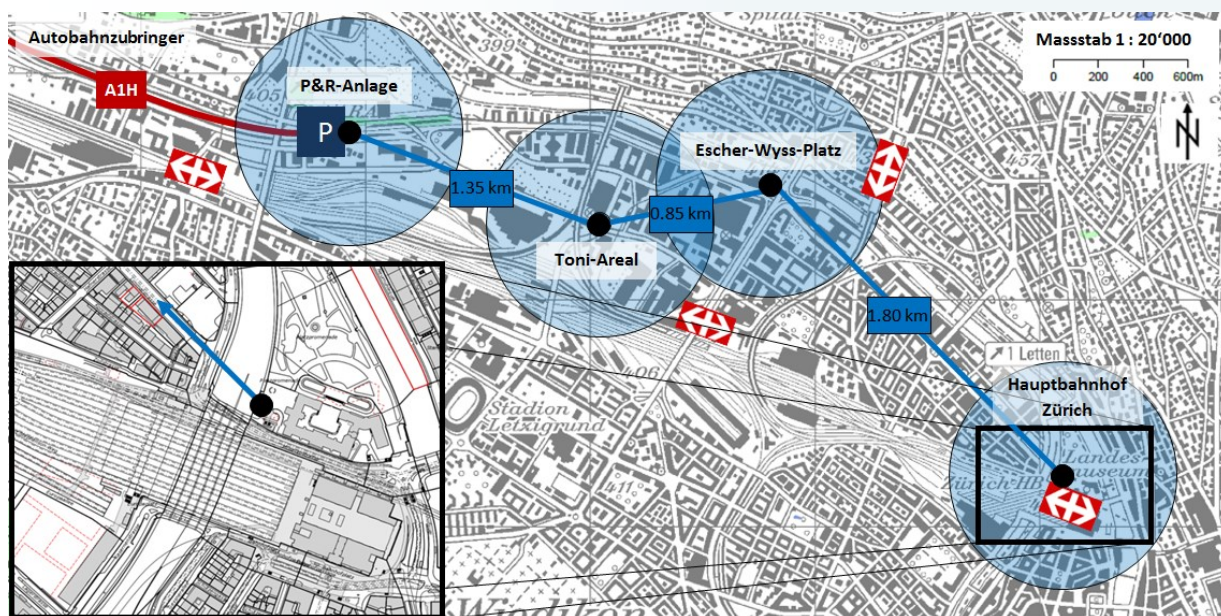 Autobahnzubringer
A1H
P&R-Anlage
P
Massstab 1 : 20'000
0 200 400 600m
N
399
405
457
Escher-Wyss-Platz
1.35 km
0.85 km
Toni-Areal
1.80 km
1 Letten
406
Hauptbahnhof
Zürich
Stadion
Letzigrund
Landes-
museum
Zürich HB
411